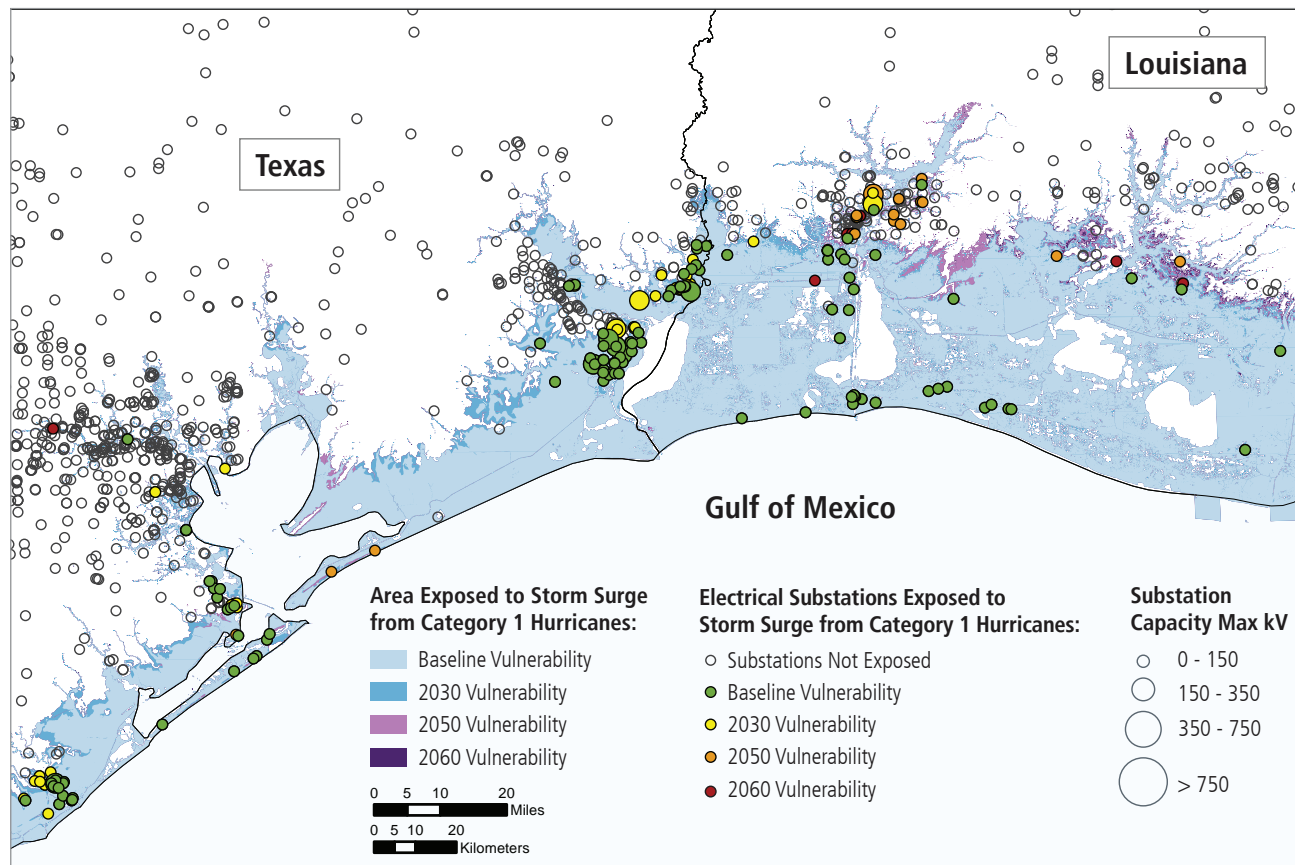 Louisiana
Texas
Gulf of Mexico
Area Exposed to Storm Surge
from Category 1 Hurricanes:
Baseline Vulnerability
2030 Vulnerability
2050 Vulnerability
2060 Vulnerability
0 5 10 20
Miles
0 5 10 20
Kilometers
Electrical Substations Exposed to
Storm Surge from Category 1 Hurricanes:
Substations Not Exposed
Baseline Vulnerability
2030 Vulnerability
2050 Vulnerability
2060 Vulnerability
Substation
Capacity Max kV
0 - 150
150 - 350
350 - 750
> 750